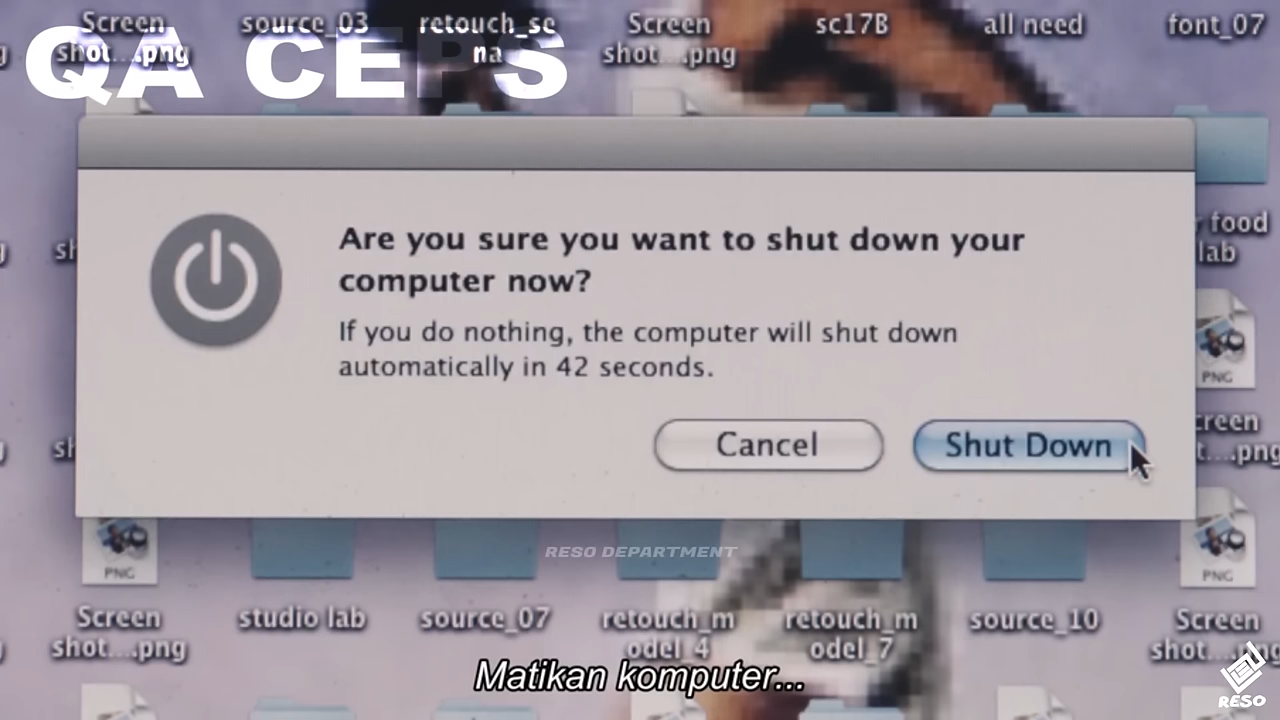 Screen
shot....png
source_03
retouch_se
na
Screen
shot....png
sc17B
all need
font_07
QA CEPS
Are you sure you want to shut down your
computer now?
If you do nothing, the computer will shut down
automatically in 42 seconds.
Cancel
Shut Down
food
lab
PNG
creen
t....png
RESO DEPARTMENT
PNG
PNG
Screen
shot....png
studio lab
source_07
retouch_m
odel_4
retouch_m
odel_7
source_10
Screen
shot....png
Matikan komputer...
RESO